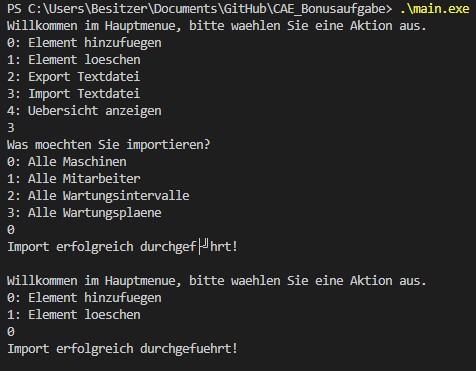 PS C:\Users\Besitzer\Documents\GitHub\CAE_Bonusaufgabe> .\main.exe
Willkommen im Hauptmenue, bitte waehlen Sie eine Aktion aus.
0: Element hinzufuegen
1: Element loeschen
2: Export Textdatei
3: Import Textdatei
4: Uebersicht anzeigen
3
Was moechten Sie importieren?
0: Alle Maschinen
1: Alle Mitarbeiter
2: Alle Wartungsintervalle
3: Alle Wartungsplaene
0
Import erfolgreich durchgef├╝hrt!
Willkommen im Hauptmenue, bitte waehlen Sie eine Aktion aus.
0: Element hinzufuegen
1: Element loeschen
0
Import erfolgreich durchgefuehrt!